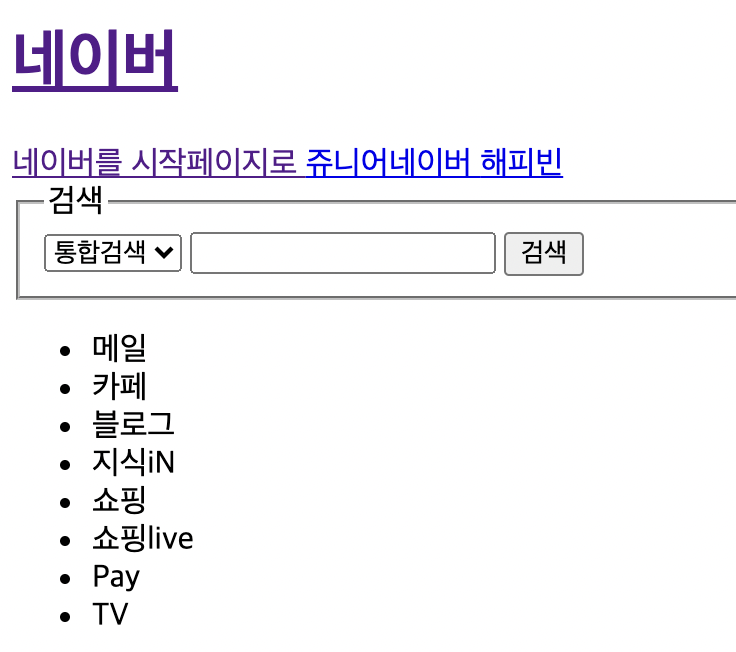 네이버
네이버를 시작페이지로 쥬니어네이버 해피빈
검색
통합검색 검색
메일
카페
블로그
지식iN
쇼핑
쇼핑live
Pay
TV